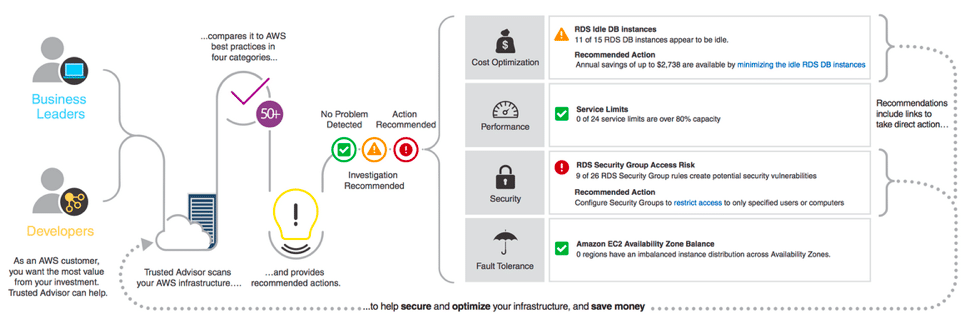 Business
Leaders
Developers
As an AWS customer,
you want the most value
from your investment.
Trusted Advisor can help.
Trusted Advisor scans
your AWS infrastructure….
...compares it to AWS
best practices in
four categories...
50+
...and provides
recommended actions.
No Problem
Detected
Action
Recommended
Investigation
Recommended
Cost Optimization
RDS Idle DB Instances
11 of 15 RDS DB instances appear to be idle.
Recommended Action
Annual savings of up to $2,738 are available by minimizing the idle RDS DB instances
Performance
Service Limits
0 of 24 service limits are over 80% capacity
Security
RDS Security Group Access Risk
9 of 26 RDS Security Group rules create potential security vulnerabilities
Recommended Action
Configure Security Groups to restrict access to only specified users or computers
Fault Tolerance
Amazon EC2 Availability Zone Balance
0 regions have an imbalanced instance distribution across Availability Zones.
Recommendations
include links to
take direct action...
...to help secure and optimize your infrastructure, and save money